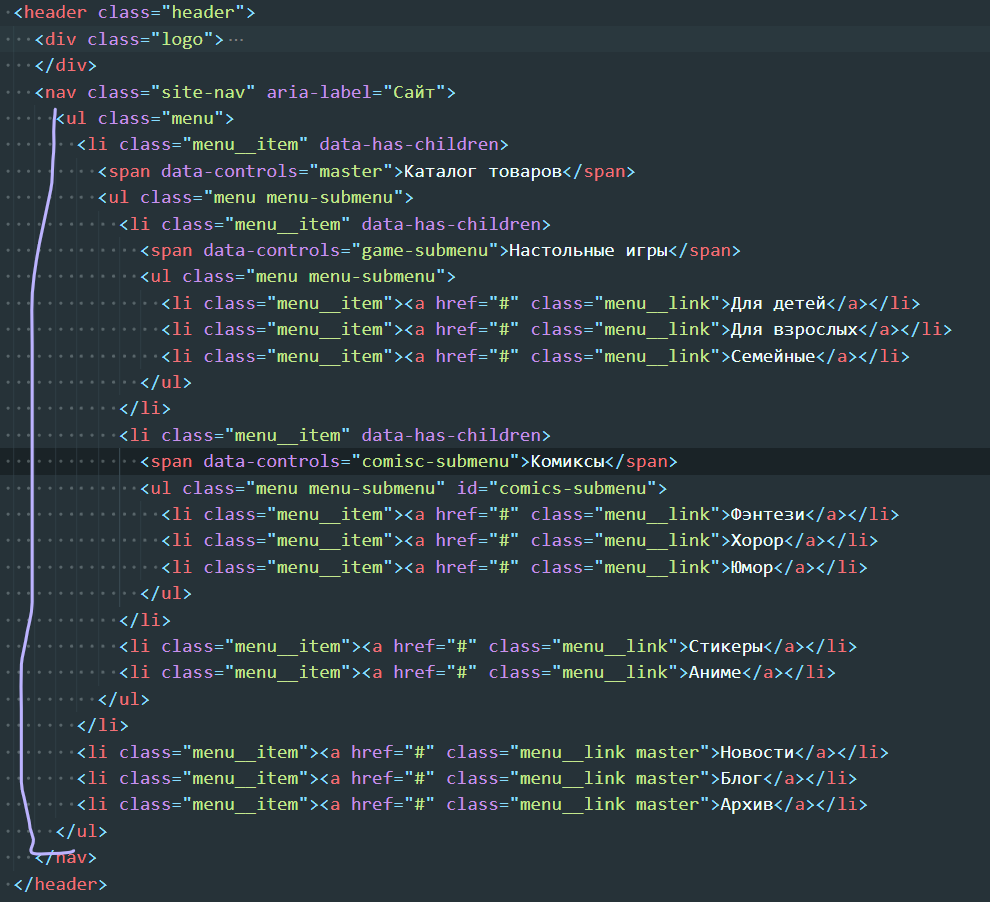 <header class="header">
<div class="logo">...
</div>
<nav class="site-nav" aria-label="Сайт">
<ul class="menu">
<li class="menu__item" data-has-children>
<span data-controls="master">Каталог товаров</span>
<ul class="menu menu-submenu">
<li class="menu__item" data-has-children>
<span data-controls="game-submenu">Настольные игры</span>
<ul class="menu menu-submenu">
<li class="menu__item"><a href="#" class="menu__link">Для детей</a></li>
<li class="menu__item"><a href="#" class="menu__link">Для взрослых</a></li>
<li class="menu__item"><a href="#" class="menu__link">Семейные</a></li>
</ul>
</li>
<li class="menu__item" data-has-children>
<span data-controls="comisc-submenu">Комиксы</span>
<ul class="menu menu-submenu" id="comics-submenu">
<li class="menu__item"><a href="#" class="menu__link">Фэнтези</a></li>
<li class="menu__item"><a href="#" class="menu__link">Хорор</a></li>
<li class="menu__item"><a href="#" class="menu__link">Юмор</a></li>
</ul>
</li>
<li class="menu__item"><a href="#" class="menu__link">Стикеры</a></li>
<li class="menu__item"><a href="#" class="menu__link">Аниме</a></li>
</ul>
</li>
<li class="menu__item"><a href="#" class="menu__link master">Новости</a></li>
<li class="menu__item"><a href="#" class="menu__link master">Блог</a></li>
<li class="menu__item"><a href="#" class="menu__link master">Архив</a></li>
</ul>
</nav>
</header>